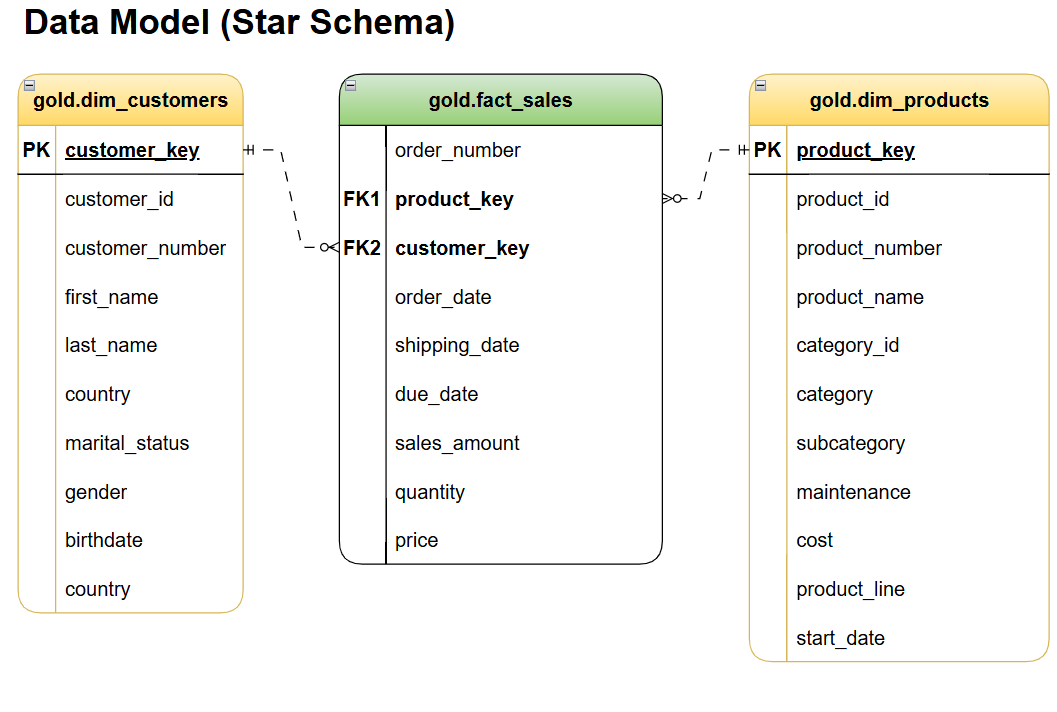 Data Model (Star Schema)
gold.dim_customers
PK customer_key
customer_id
customer_number
first_name
last_name
country
marital_status
gender
birthdate
country
gold.fact_sales
order_number
FK1 product_key
FK2 customer_key
order_date
shipping_date
due_date
sales_amount
quantity
price
gold.dim_products
PK product_key
product_id
product_number
product_name
category_id
category
subcategory
maintenance
cost
product_line
start_date